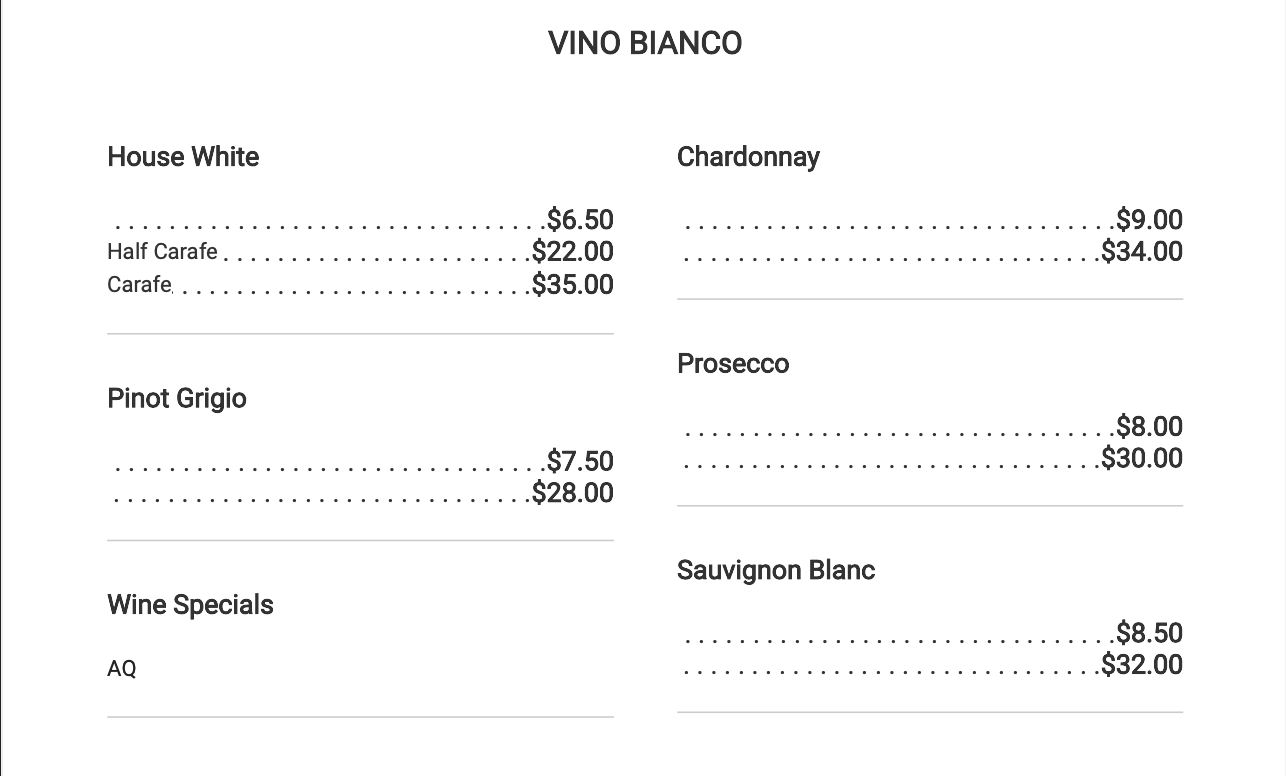 VINO BIANCO
House White
. . . . . . . . . . . . . . . . . . . . . . . . . . . . . . . .$6.50
Half Carafe . . . . . . . . . . . . . . . . . . . . . . .$22.00
Carafe. . . . . . . . . . . . . . . . . . . . . . . . . . .$35.00
Pinot Grigio
. . . . . . . . . . . . . . . . . . . . . . . . . . . . . . . .$7.50
. . . . . . . . . . . . . . . . . . . . . . . . . . . . . . .$28.00
Wine Specials
AQ
Chardonnay
. . . . . . . . . . . . . . . . . . . . . . . . . . . . . . . .$9.00
. . . . . . . . . . . . . . . . . . . . . . . . . . . . . . .$34.00
Prosecco
. . . . . . . . . . . . . . . . . . . . . . . . . . . . . . . .$8.00
. . . . . . . . . . . . . . . . . . . . . . . . . . . . . . .$30.00
Sauvignon Blanc
. . . . . . . . . . . . . . . . . . . . . . . . . . . . . . . .$8.50
. . . . . . . . . . . . . . . . . . . . . . . . . . . . . . .$32.00